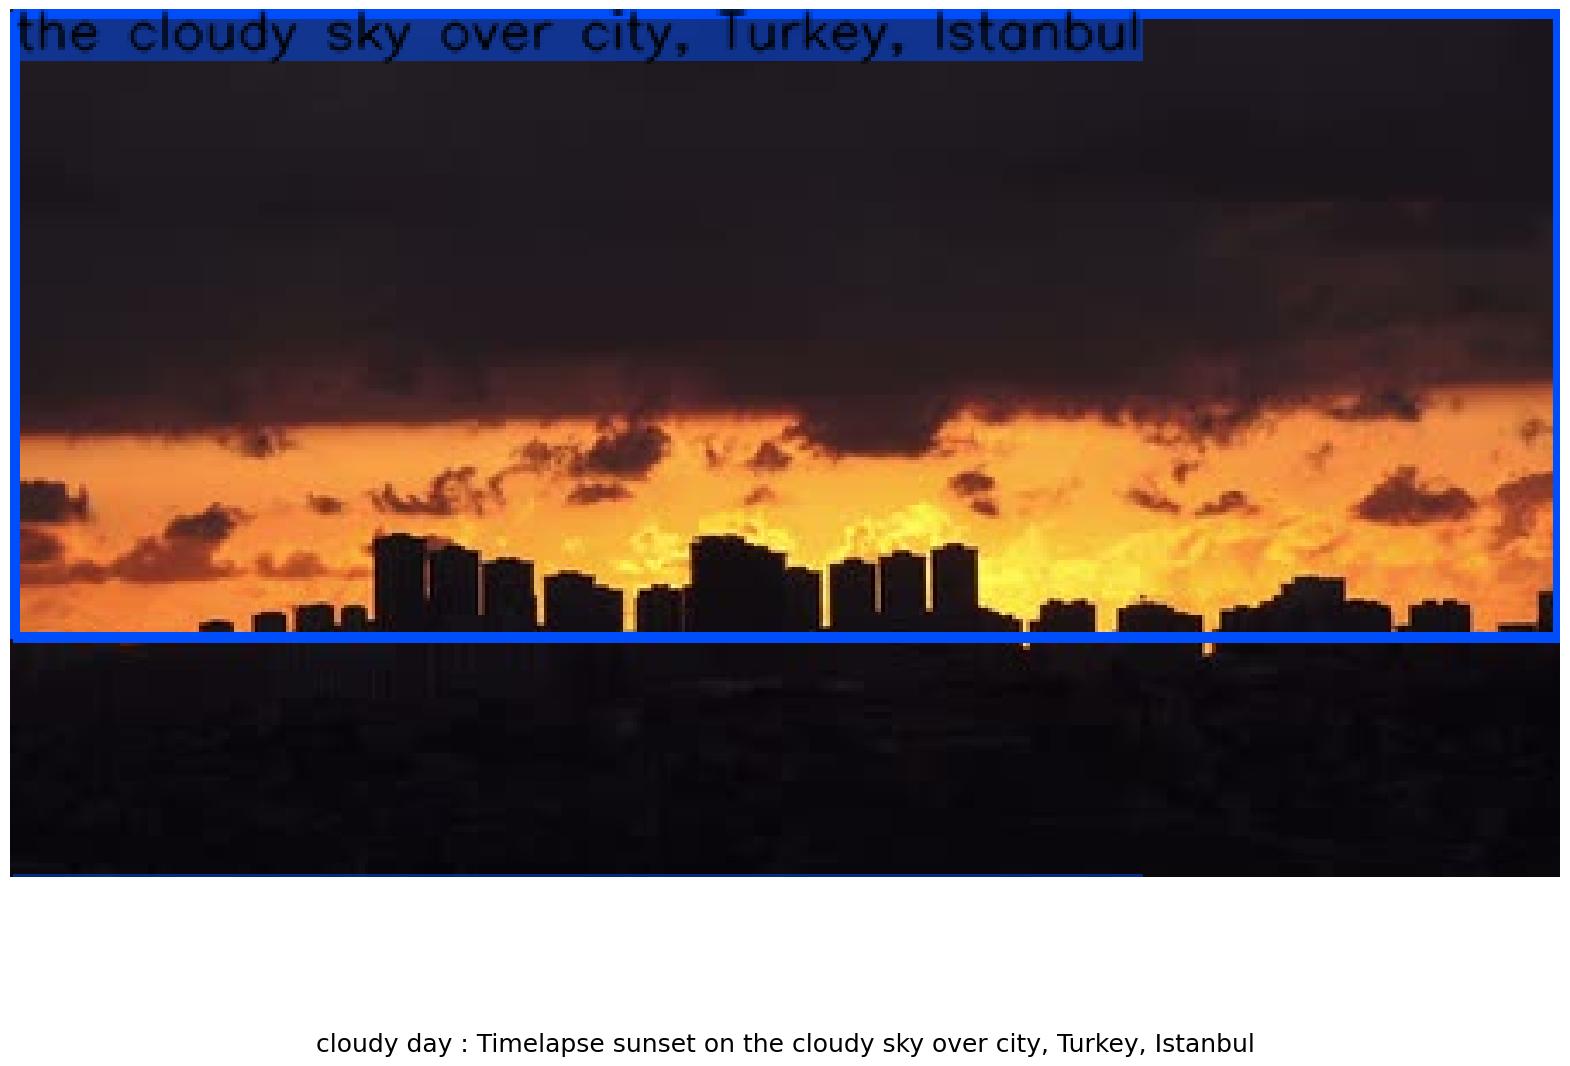 the cloudy sky over city, Turkey, Istanbul
cloudy day : Timelapse sunset on the cloudy sky over city, Turkey, Istanbul